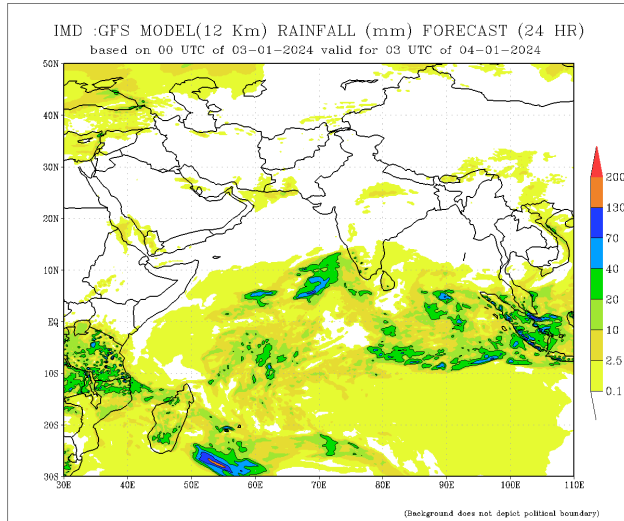 IMD :GFS MODEL(12 Km) RAINFALL (mm) FORECAST (24 HR)
based on 00 UTC of 03-01-2024 valid for 03 UTC of 04-01-2024
50N
40N
30N
20N
10N
EQ
10S
20S
30S
30E 40E 50E 60E 70E 80E 90E 100E 110E
200
130
70
40
20
10
2.5
0.1
(Background does not depict political boundary)